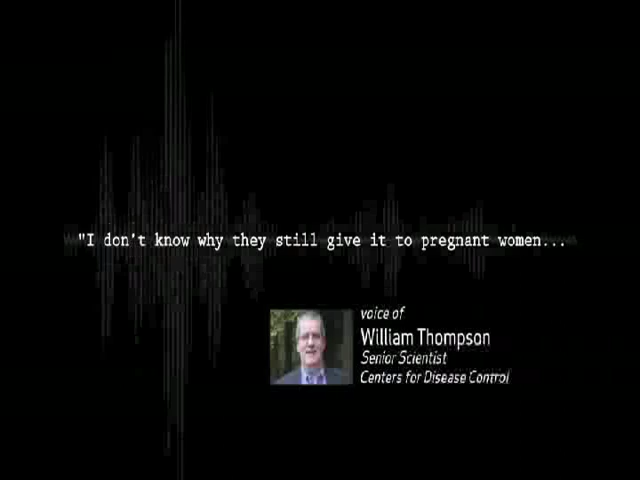 "I don't know why they still give it to pregnant women...
voice of
William Thompson
Senior Scientist
Centers for Disease Control